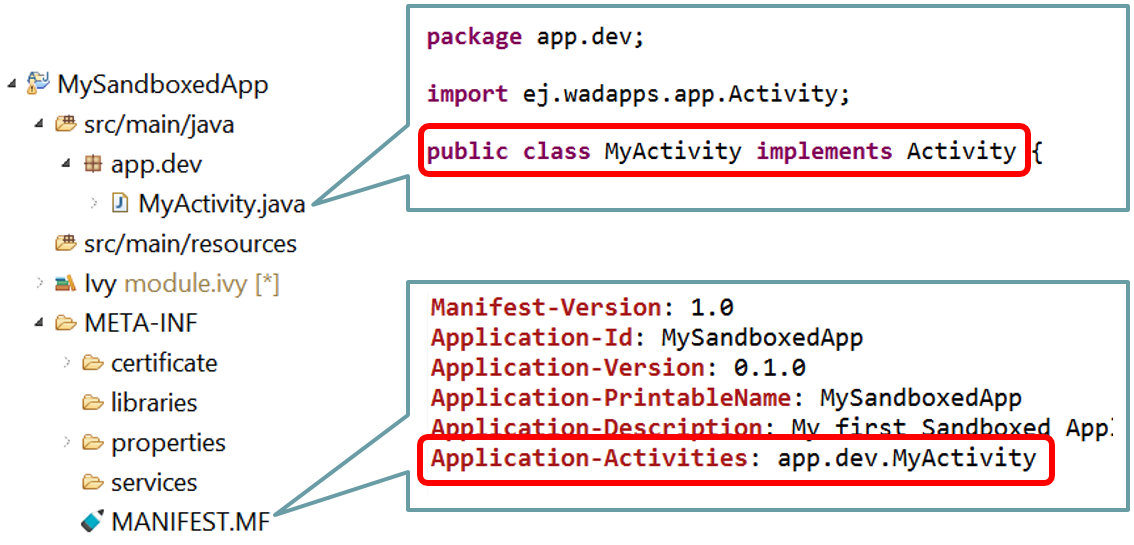 MySandboxedApp
src/main/java
app.dev
MyActivity.java
src/main/resources
Ivy module.ivy [*]
META-INF
certificate
libraries
properties
services
MANIFEST.MF
package app.dev;
import ej.wadapps.app.Activity;
public class MyActivity implements Activity {
Manifest-Version: 1.0
Application-Id: MySandboxedApp
Application-Version: 0.1.0
Application-PrintableName: MySandboxedApp
Application-Description: My first Sandboxed Appl
Application-Activities: app.dev.MyActivity